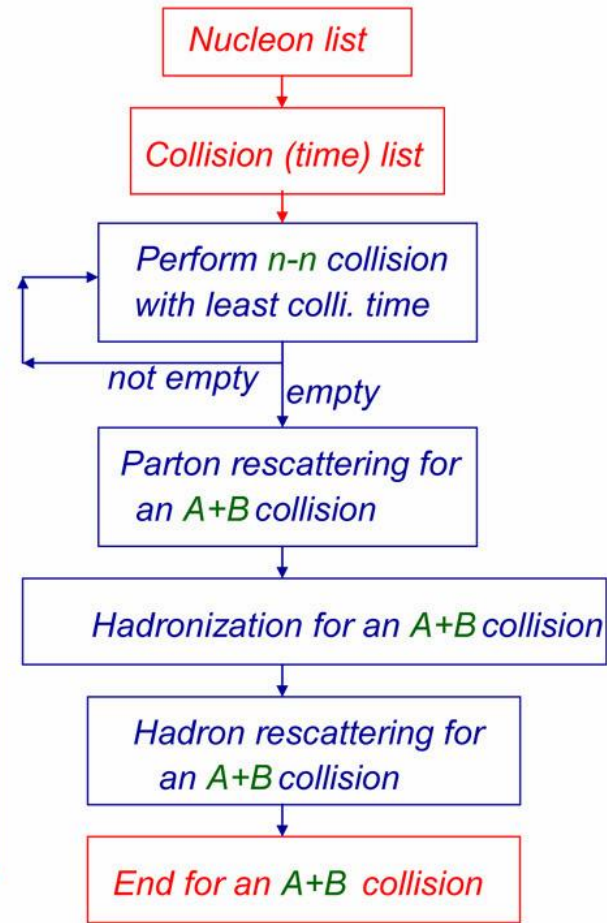 Nucleon list
Collision (time) list
Perform n-n collision
with least colli. time
not empty
empty
Parton rescattering for
an A+B collision
Hadronization for an A+B collision
Hadron rescattering for
an A+B collision
End for an A+B collision